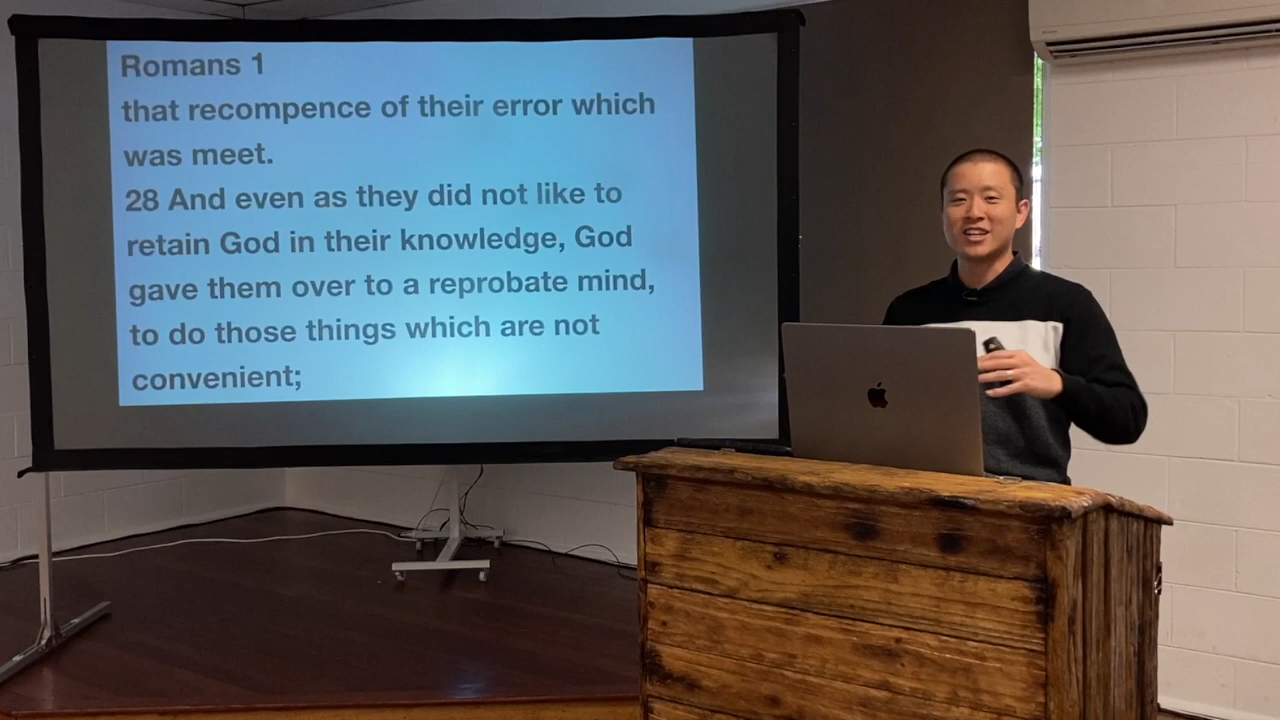 Romans 1
that recompence of their error which
was meet.
28 And even as they did not like to
retain God in their knowledge, God
gave them over to a reprobate mind,
to do those things which are not
convenient;